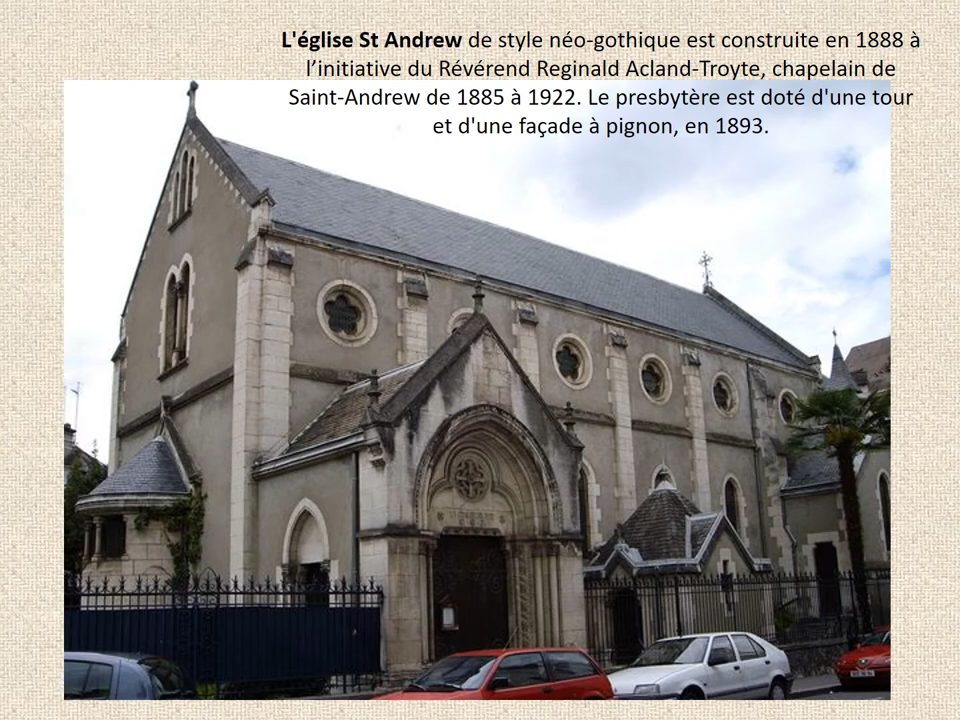 L'église St Andrew de style néo-gothique est construite en 1888 à
l’initiative du Révérend Reginald Acland-Troyte, chapelain de
Saint-Andrew de 1885 à 1922. Le presbytère est doté d'une tour
et d'une façade à pignon, en 1893.